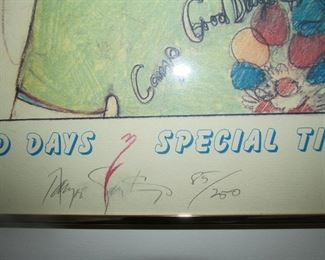 Camp Good Days
D DAYS & SPECIAL TI
85/250